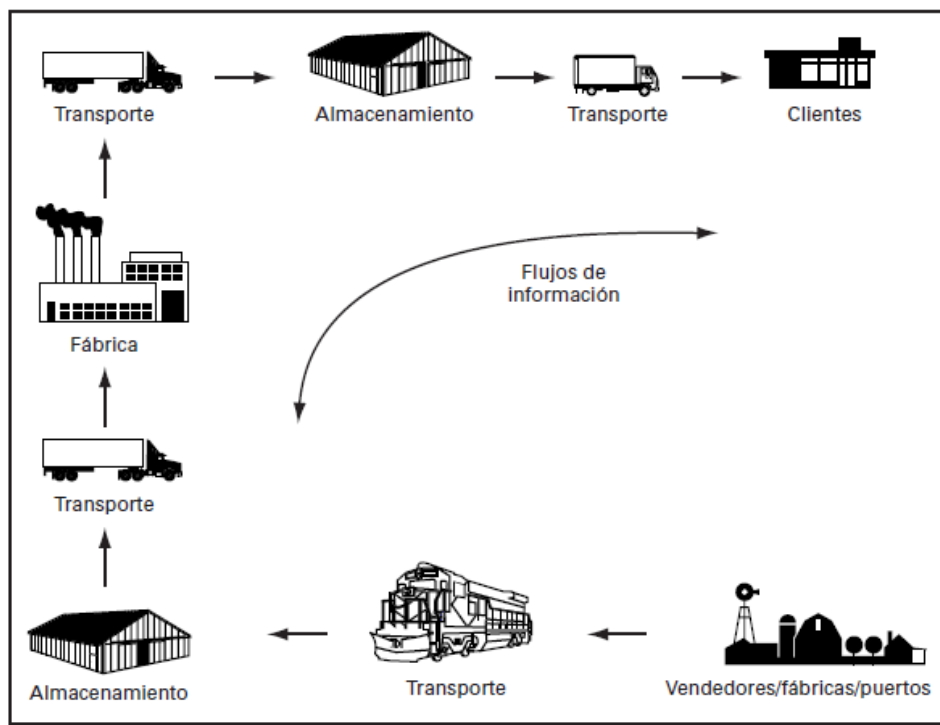 Transporte
Almacenamiento
Transporte
Clientes
Flujos de
información
Fábrica
Transporte
Almacenamiento
Transporte
Vendedores/fábricas/puertos